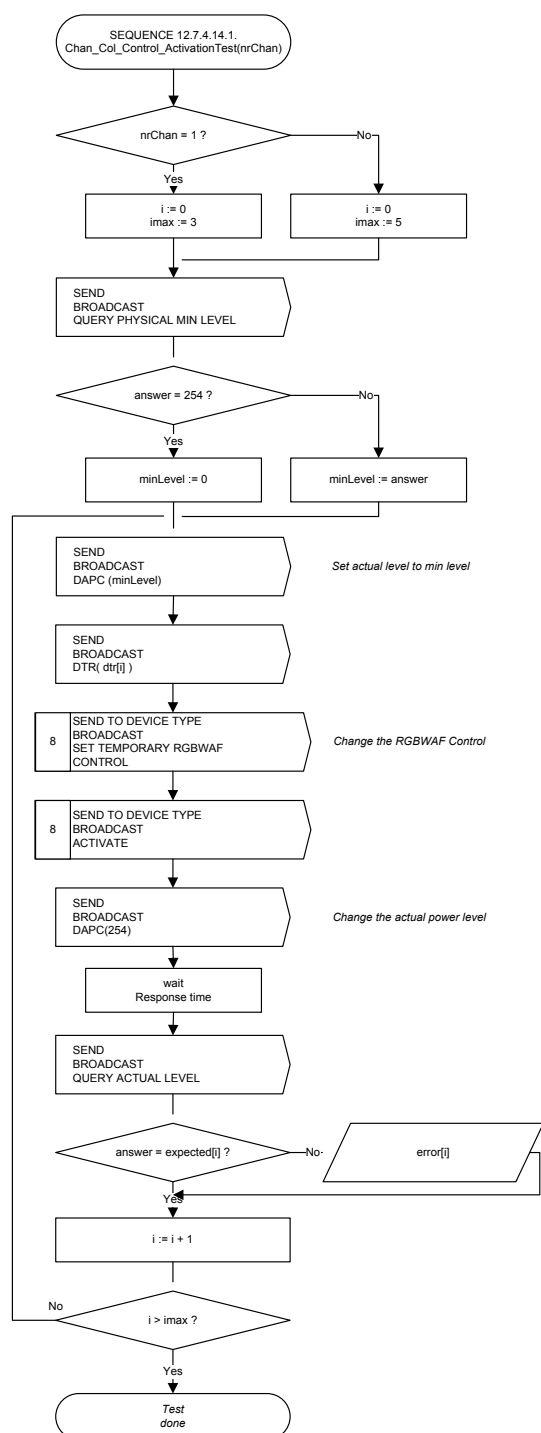 SEQUENCE 12.7.4.14.1.
Chan_Col_Control_ActivationTest(nrChan)
nrChan = 1 ?
No
Yes
i := 0
imax := 3
i := 0
imax := 5
SEND
BROADCAST
QUERY PHYSICAL MIN LEVEL
answer = 254 ?
No
Yes
minLevel := 0
minLevel := answer
SEND
BROADCAST
DAPC (minLevel)
Set actual level to min level
SEND
BROADCAST
DTR( dtr[i] )
8
SEND TO DEVICE TYPE
BROADCAST
SET TEMPORARY RGBWAF
CONTROL
Change the RGBWAF Control
8
SEND TO DEVICE TYPE
BROADCAST
ACTIVATE
SEND
BROADCAST
DAPC(254)
Change the actual power level
wait
Response time
SEND
BROADCAST
QUERY ACTUAL LEVEL
answer = expected[i] ?
No
error[i]
Yes
i := i + 1
No
i > imax ?
Yes
Test
done